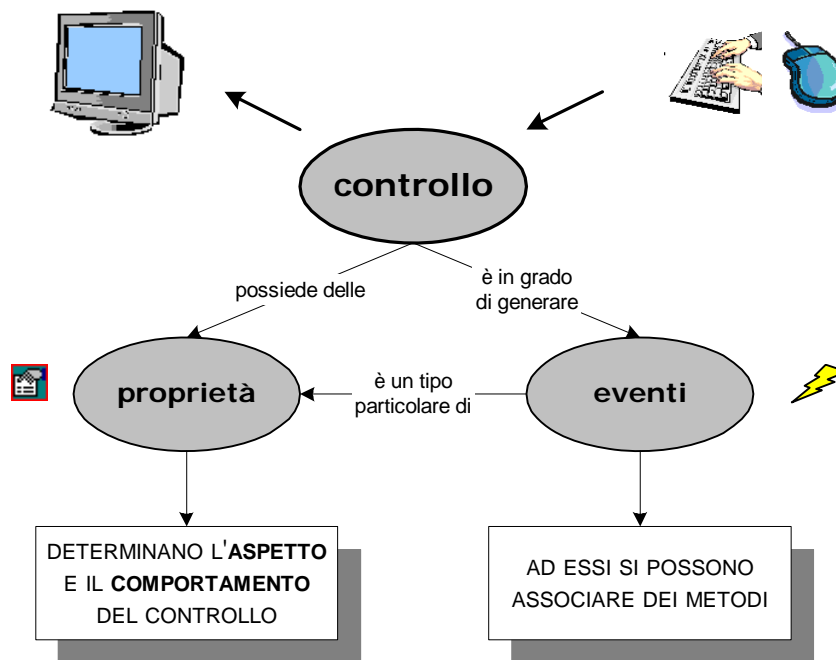 controllo
possiede delle
è in grado
di generare
proprietà
è un tipo
particolare di
eventi
DETERMINANO L'ASPETTO
E IL COMPORTAMENTO
DEL CONTROLLO
AD ESSI SI POSSONO
ASSOCIARE DEI METODI